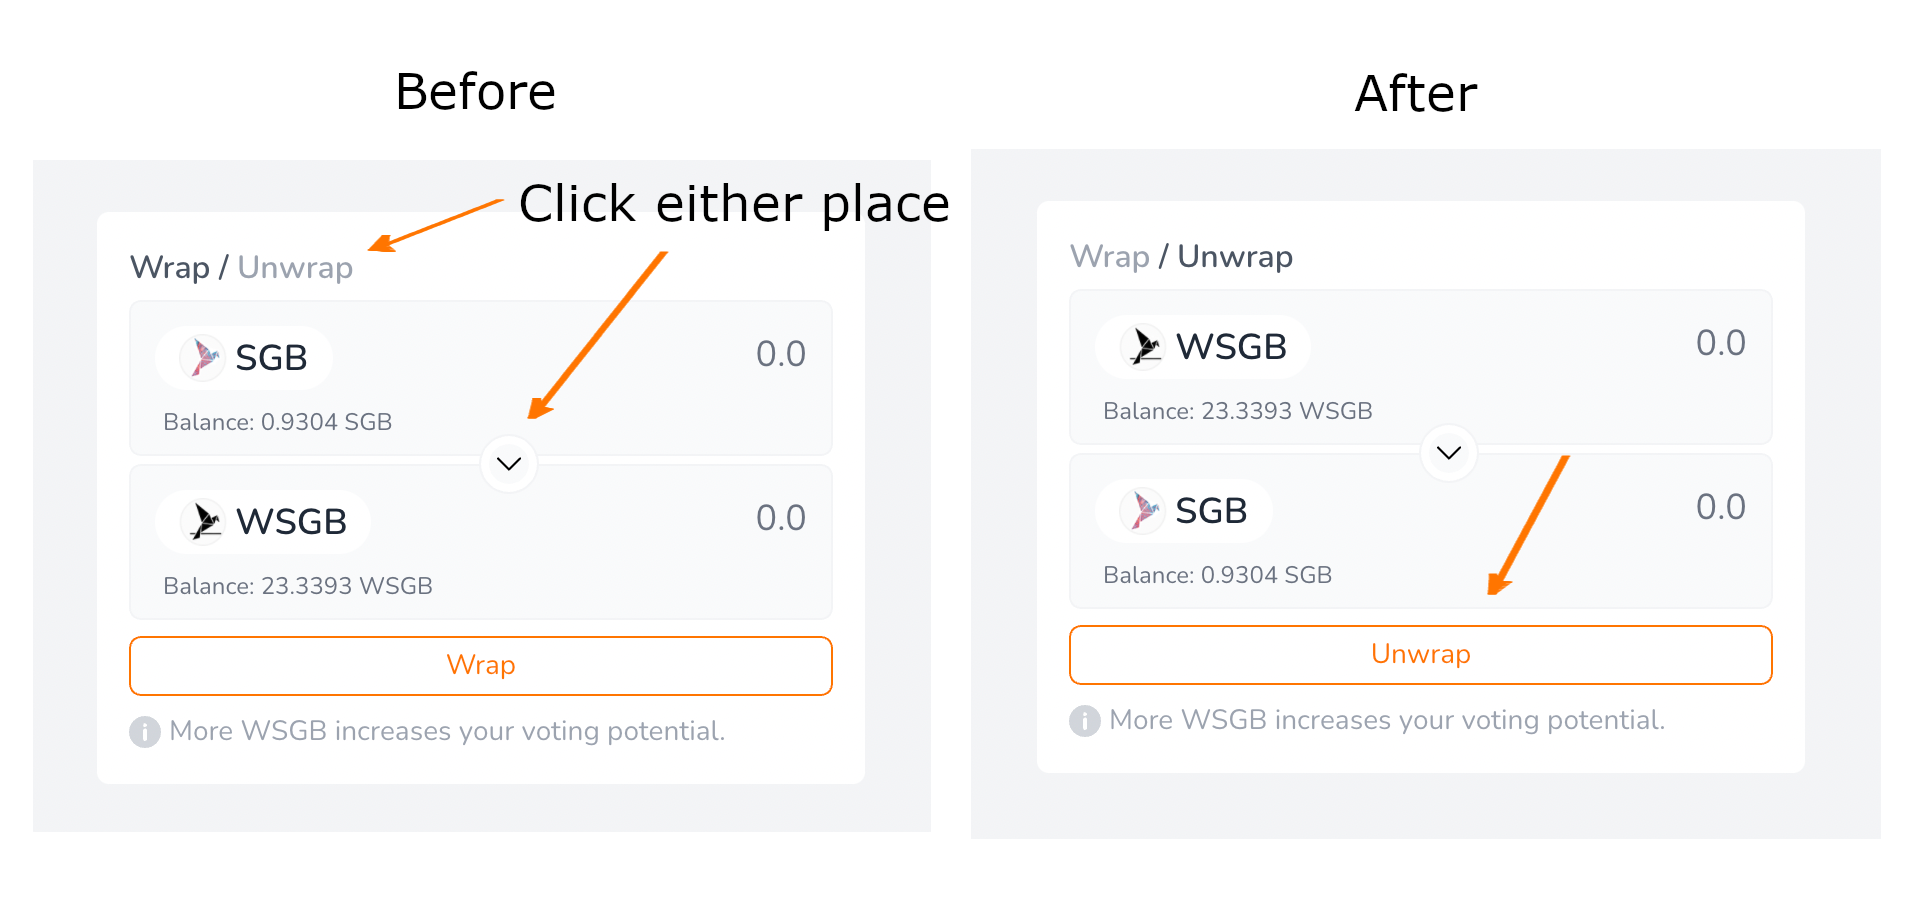 Before
Click either place
Wrap / Unwrap
SGB
0.0
Balance: 0.9304 SGB
WSGB
0.0
Balance: 23.3393 WSGB
Wrap
More WSGB increases your voting potential.
After
Wrap / Unwrap
WSGB
0.0
Balance: 23.3393 WSGB
SGB
0.0
Balance: 0.9304 SGB
Unwrap
More WSGB increases your voting potential.